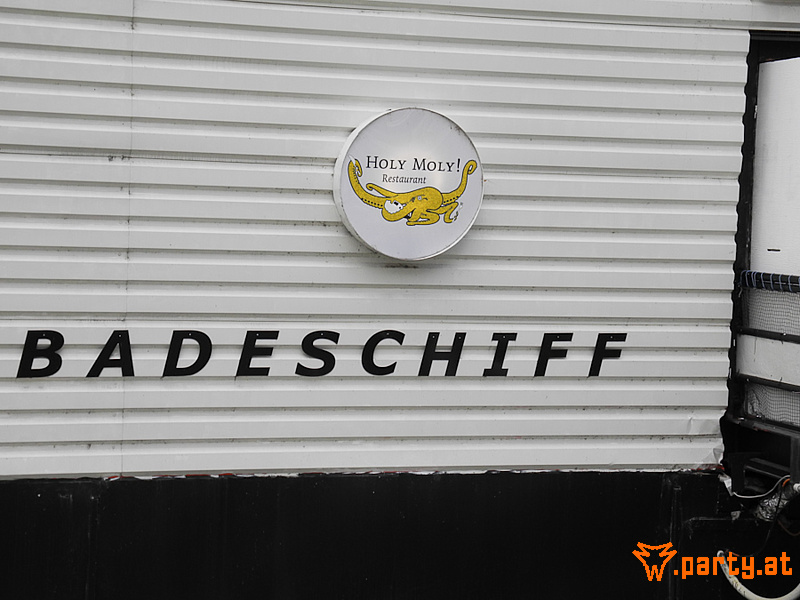 HOLY MOLY!
Restaurant
BADESCHIFF
.party.at